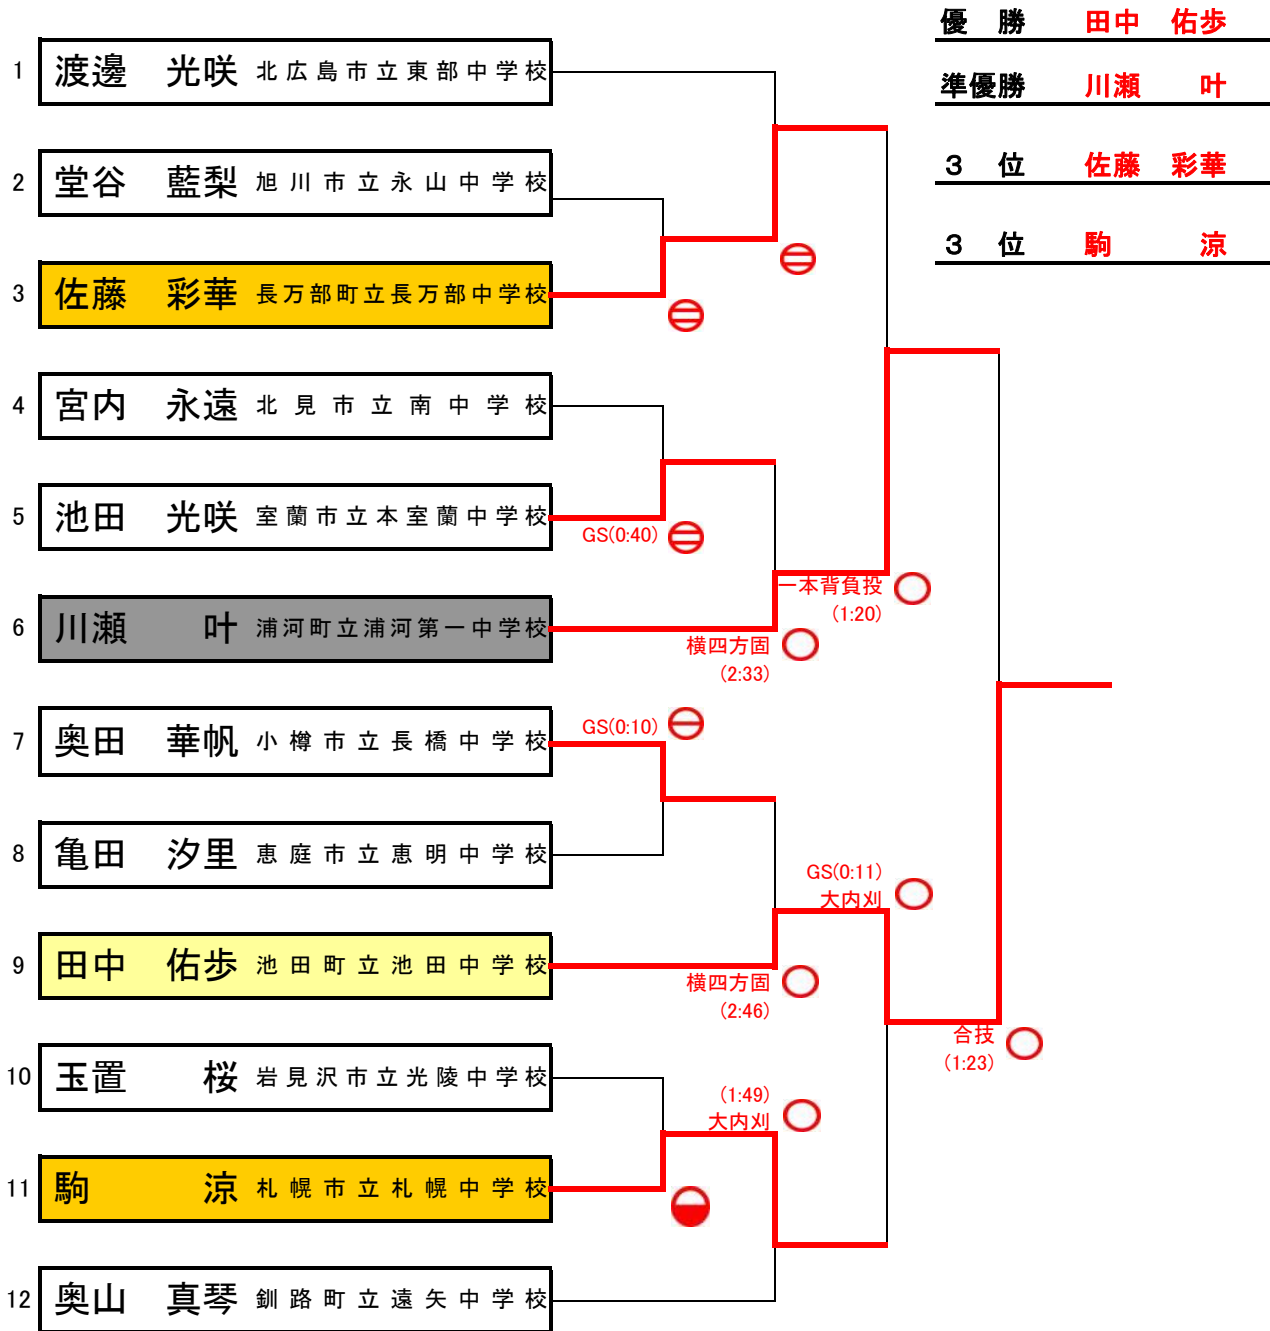 優　勝　田中　佑歩
準優勝　川瀬　叶
３　位　佐藤　彩華
３　位　駒　涼
1 渡邊　光咲 北広島市立東部中学校
2 堂谷　藍梨 旭川市立永山中学校
3 佐藤　彩華 長万部町立長万部中学校
4 宮内　永遠 北見市立南中学校
5 池田　光咲 室蘭市立本室蘭中学校
GS(0:40)
一本背負投
(1:20)
6 川瀬　叶 浦河町立浦河第一中学校
横四方固
(2:33)
7 奥田　華帆 小樽市立長橋中学校
GS(0:10)
8 亀田　汐里 恵庭市立恵明中学校
GS(0:11)
大内刈
9 田中　佑歩 池田町立池田中学校
横四方固
(2:46)
合技
(1:23)
10 玉置　桜 岩見沢市立光陵中学校
(1:49)
大内刈
11 駒　涼 札幌市立札幌中学校
12 奥山　真琴 釧路町立遠矢中学校